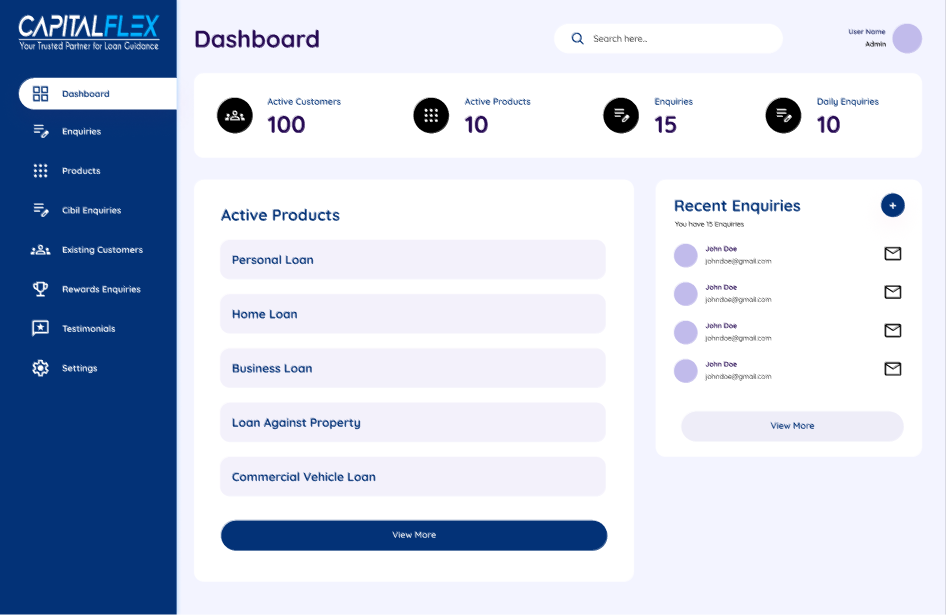 CAPITALFLEX
Your Trusted Partner for Loan Guidance
Dashboard
Enquiries
Products
Cibil Enquiries
Existing Customers
Rewards Enquiries
Testimonials
Settings
Dashboard
Search here..
User Name
Admin
Active Customers
100
Active Products
10
Enquiries
15
Daily Enquiries
10
Active Products
Personal Loan
Home Loan
Business Loan
Loan Against Property
Commercial Vehicle Loan
View More
Recent Enquiries
You have 15 Enquiries
John Doe
johndoe@gmail.com
John Doe
johndoe@gmail.com
John Doe
johndoe@gmail.com
John Doe
johndoe@gmail.com
View More